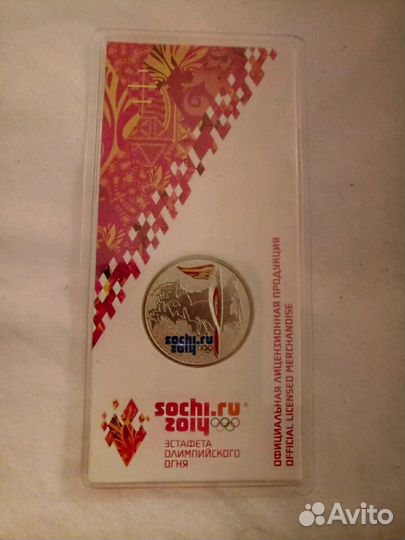 sochi.ru
2014
sochi.ru
2014
ЭСТАФЕТА
ОЛИМПИЙСКОГО
ОГНЯ
ОФИЦИАЛЬНАЯ ЛИЦЕНЗИОННАЯ ПРОДУКЦИЯ
OFFICIAL LICENSED MERCHANDISE
Avito